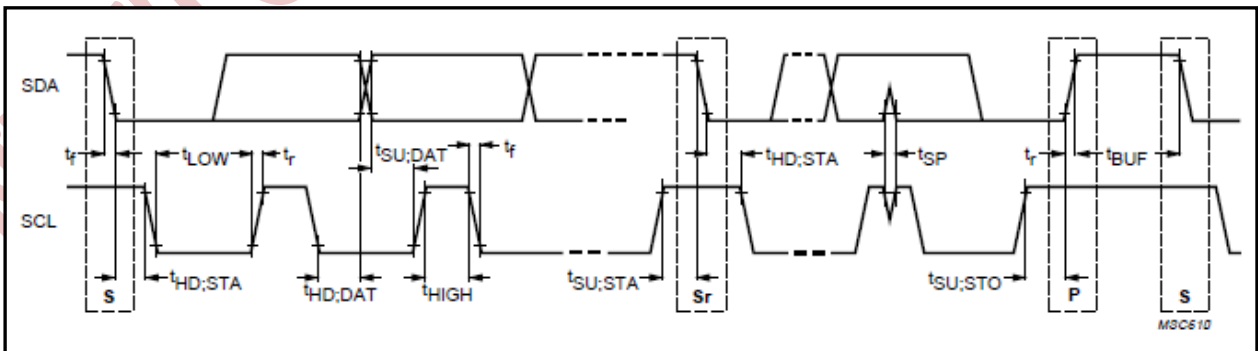 SDA
tf
tLOW
tr
tSU;DAT
tf
tHD;STA
tSP
tr
tBUF
SCL
S
tHD;STA
tHD;DAT
tHIGH
tSU;STA
Sr
tSU;STO
P
S
MSC610